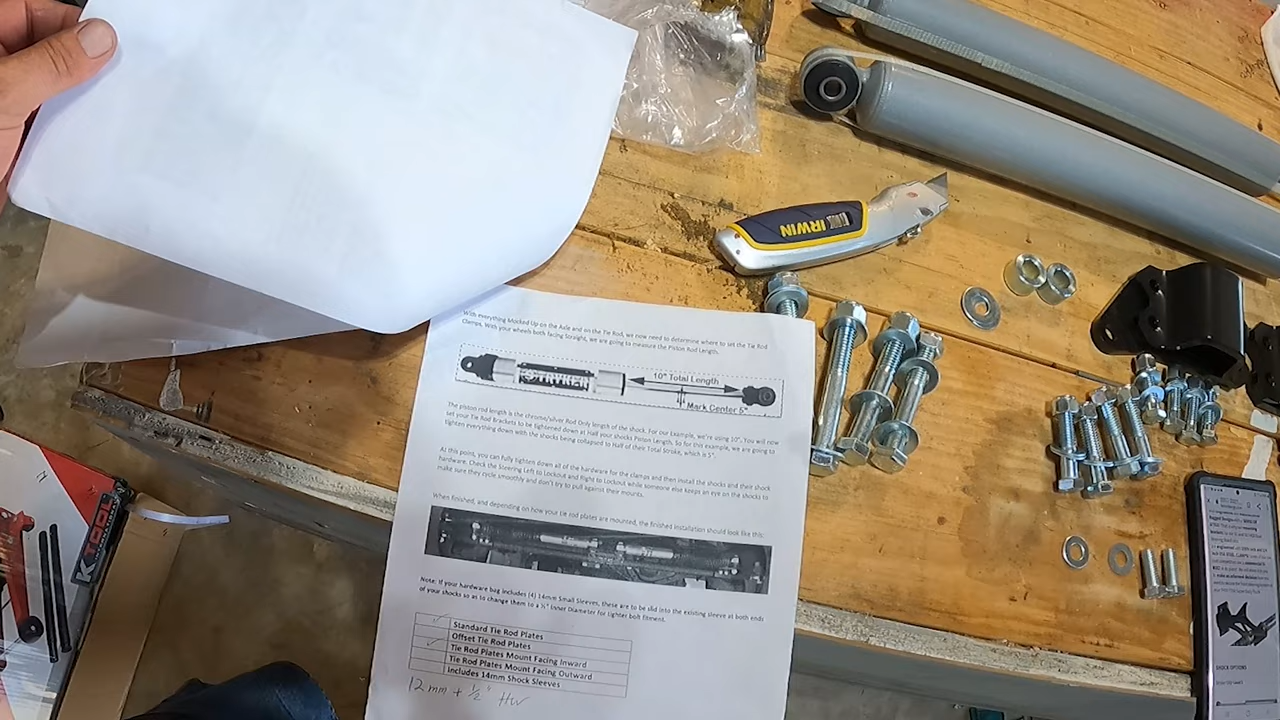 IRWIN
With everything Mocked Up on the Axle and on the Tie Rod, we now need to determine where to set the Tie Rod
Clamps. With your wheels both facing Straight, we are going to measure the Piston Rod Length.
STRYKER
10" Total Length
Mark Center 5"
The piston rod length is the chrome/silver Rod Only length of the shock. For our Example, we're using 10". You will now
set your Tie Rod Brackets to be tightened down at Half your shocks Piston Length. So for this example, we are going to
tighten everything down with the shocks being collapsed to Half of their Total Stroke, which is 5".
At this point, you can fully tighten down all of the hardware for the clamps and then install the shocks and their shock
hardware. Check the Steering Left to Lockout and Right to Lockout while someone else keeps an eye on the shocks to
make sure they cycle smoothly and don't try to pull against their mounts.
When finished, and depending on how your tie rod plates are mounted, the finished installation should look like this:
Note: If your hardware bag includes (4) 14mm Small Sleeves, these are to be slid into the existing sleeve at both ends
of your shocks so as to change them to a ½" Inner Diameter for tighter bolt fitment.
Standard Tie Rod Plates
Offset Tie Rod Plates
Tie Rod Plates Mount Facing Inward
Tie Rod Plates Mount Facing Outward
Includes 14mm Shock Sleeves
12mm + ½" HW
K TOOL
SHOCK OPTIONS